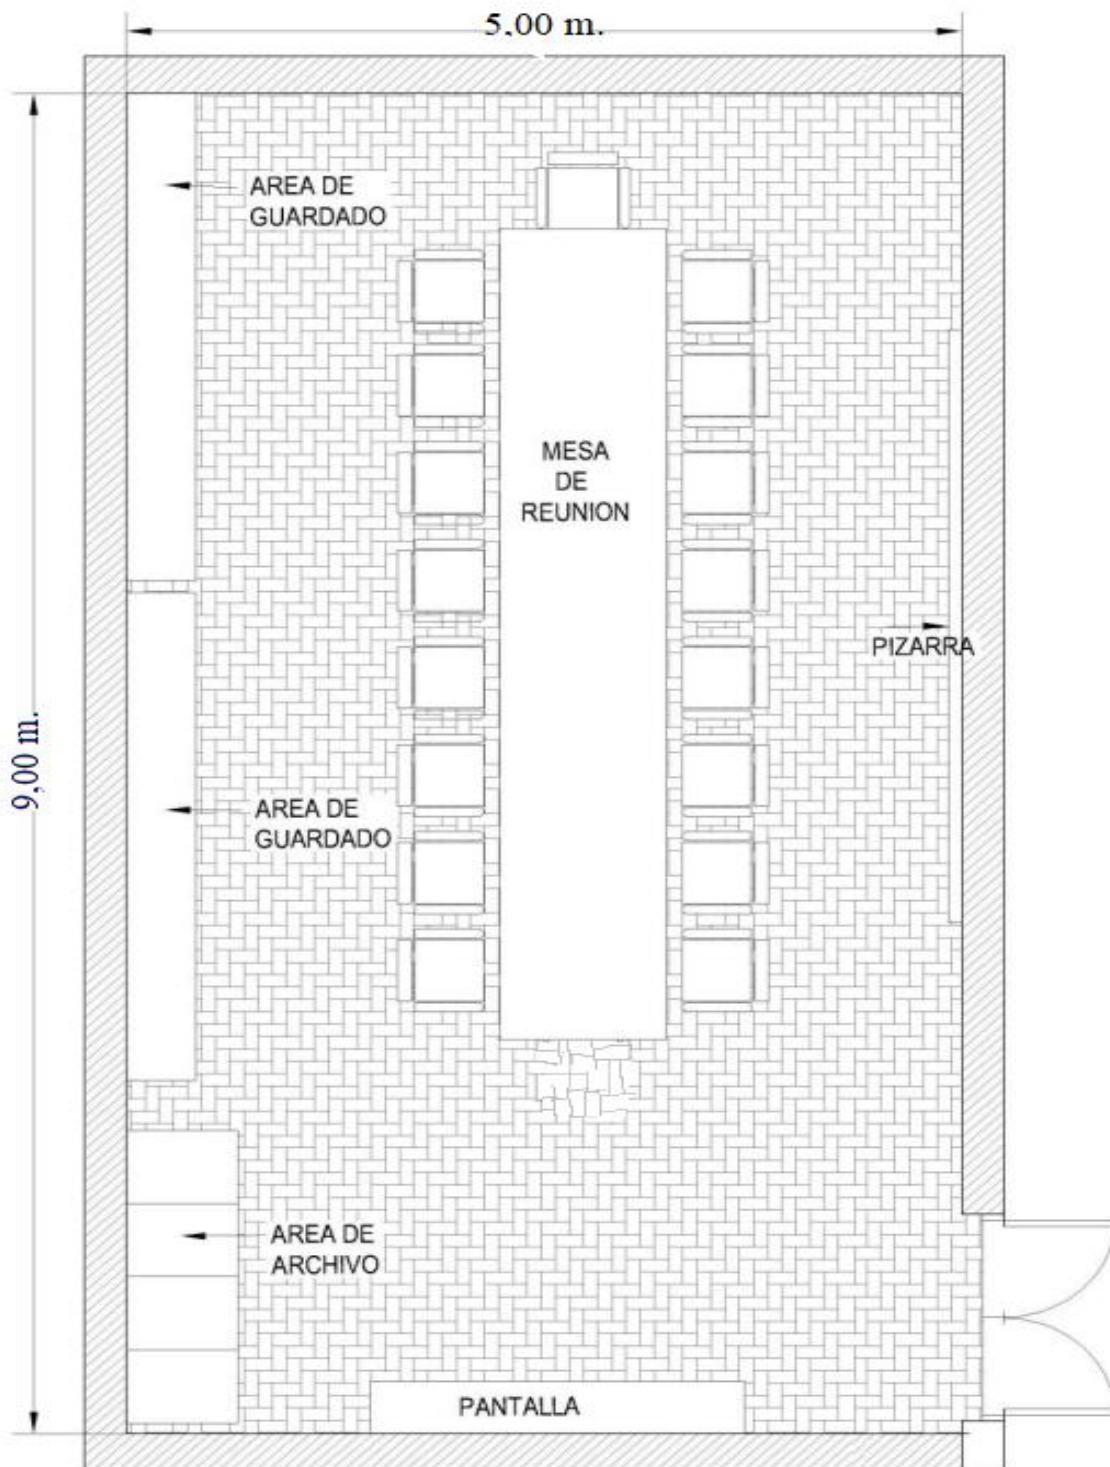 5,00 m.
AREA DE
GUARDADO
MESA
DE
REUNION
PIZARRA
9,00 m.
AREA DE
GUARDADO
AREA DE
ARCHIVO
PANTALLA